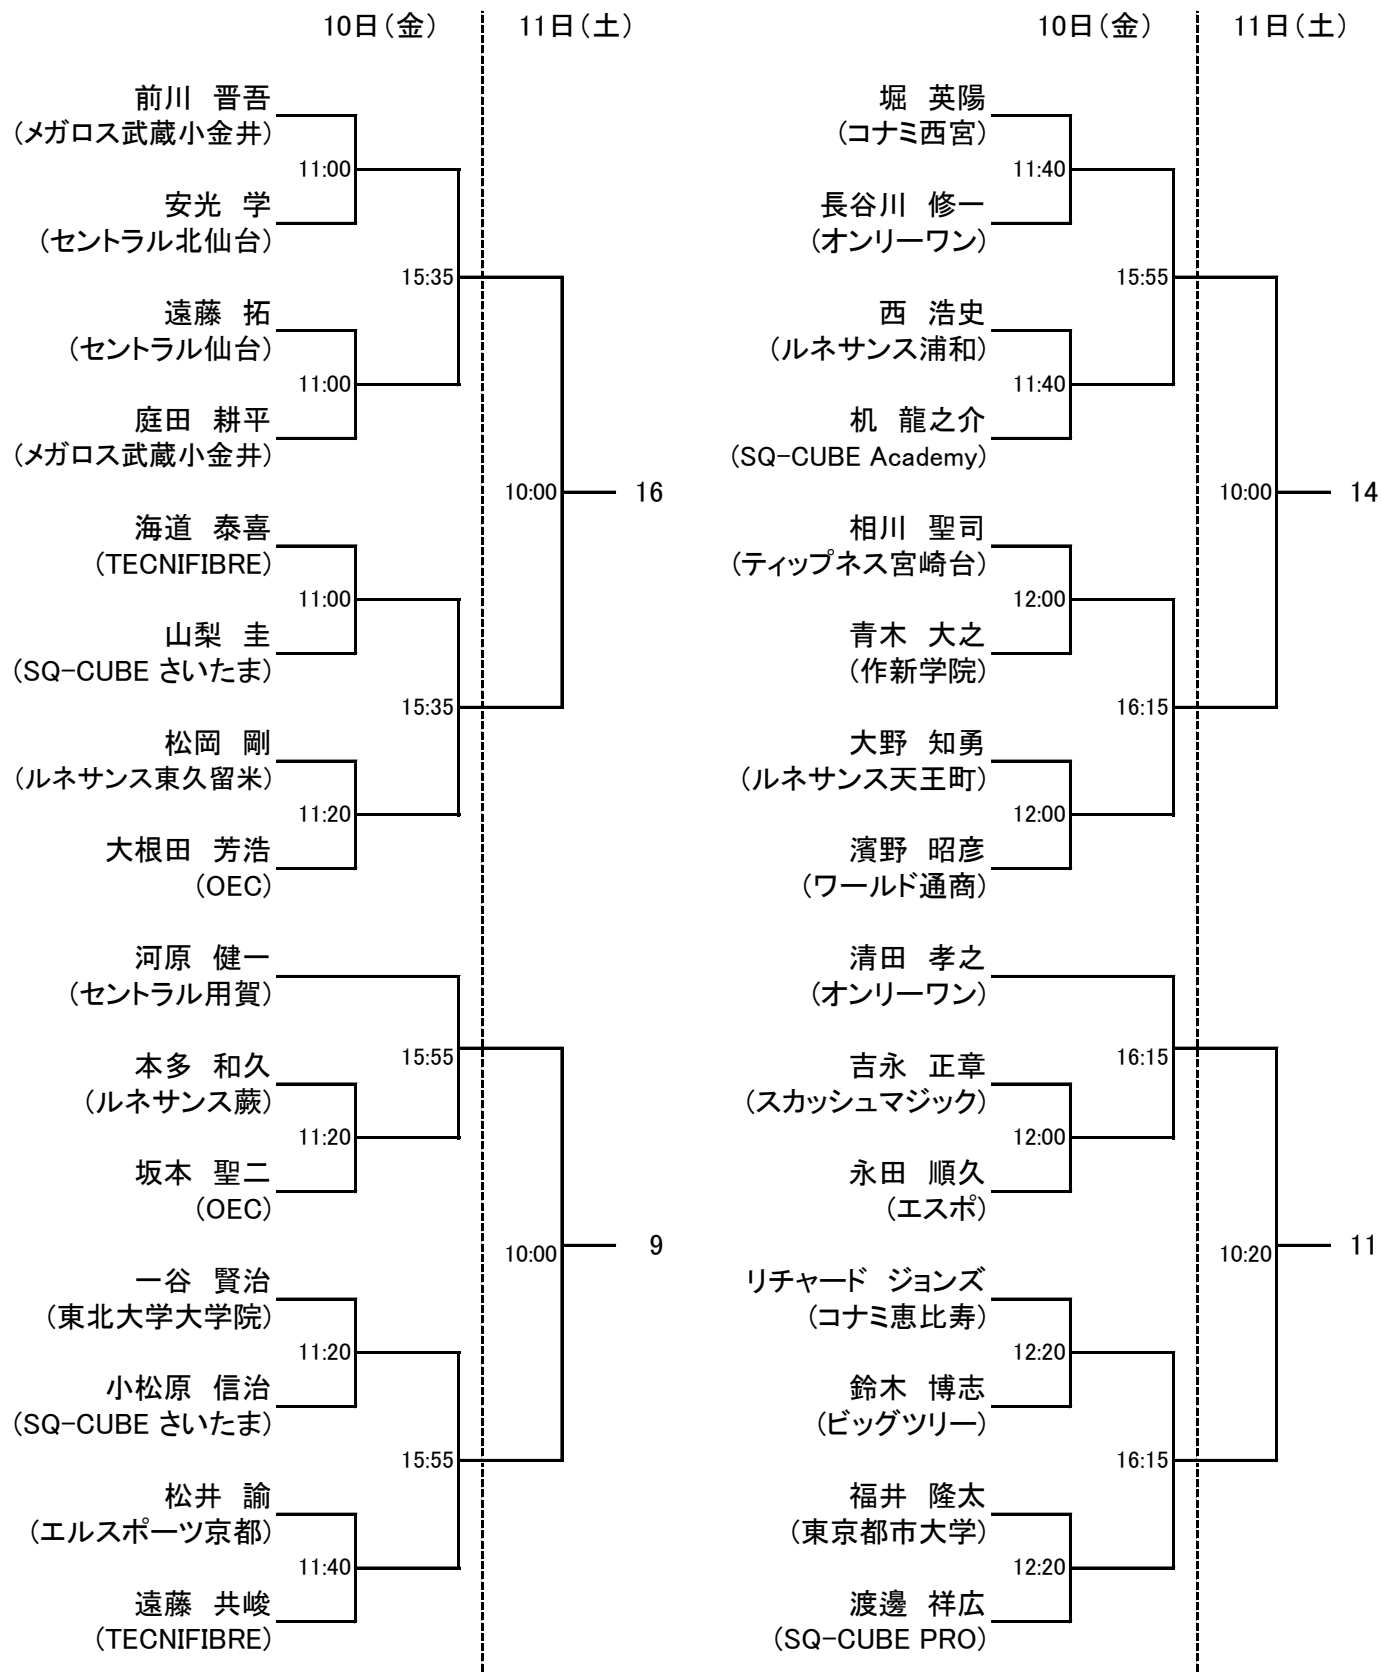 10日(金)
11日(土)
前川　晋吾
(メガロス武蔵小金井)
11:00
安光　学
(セントラル北仙台)
15:35
遠藤　拓
(セントラル仙台)
11:00
庭田　耕平
(メガロス武蔵小金井)
10:00
16
海道　泰喜
(TECNIFIBRE)
11:00
山梨　圭
(SQ-CUBE さいたま)
15:35
松岡　剛
(ルネサンス東久留米)
11:20
大根田　芳浩
(OEC)
河原　健一
(セントラル用賀)
15:55
本多　和久
(ルネサンス蕨)
11:20
坂本　聖二
(OEC)
10:00
9
一谷　賢治
(東北大学大学院)
11:20
小松原　信治
(SQ-CUBE さいたま)
15:55
松井　諭
(エルスポーツ京都)
11:40
遠藤　共峻
(TECNIFIBRE)
10日(金)
11日(土)
堀　英陽
(コナミ西宮)
11:40
長谷川　修一
(オンリーワン)
15:55
西　浩史
(ルネサンス浦和)
11:40
机　龍之介
(SQ-CUBE Academy)
10:00
14
相川　聖司
(ティップネス宮崎台)
12:00
青木　大之
(作新学院)
16:15
大野　知勇
(ルネサンス天王町)
12:00
濱野　昭彦
(ワールド通商)
清田　孝之
(オンリーワン)
16:15
吉永　正章
(スカッシュマジック)
12:00
永田　順久
(エスポ)
10:20
11
リチャード　ジョンズ
(コナミ恵比寿)
12:20
鈴木　博志
(ビッグツリー)
16:15
福井　隆太
(東京都市大学)
12:20
渡邊　祥広
(SQ-CUBE PRO)